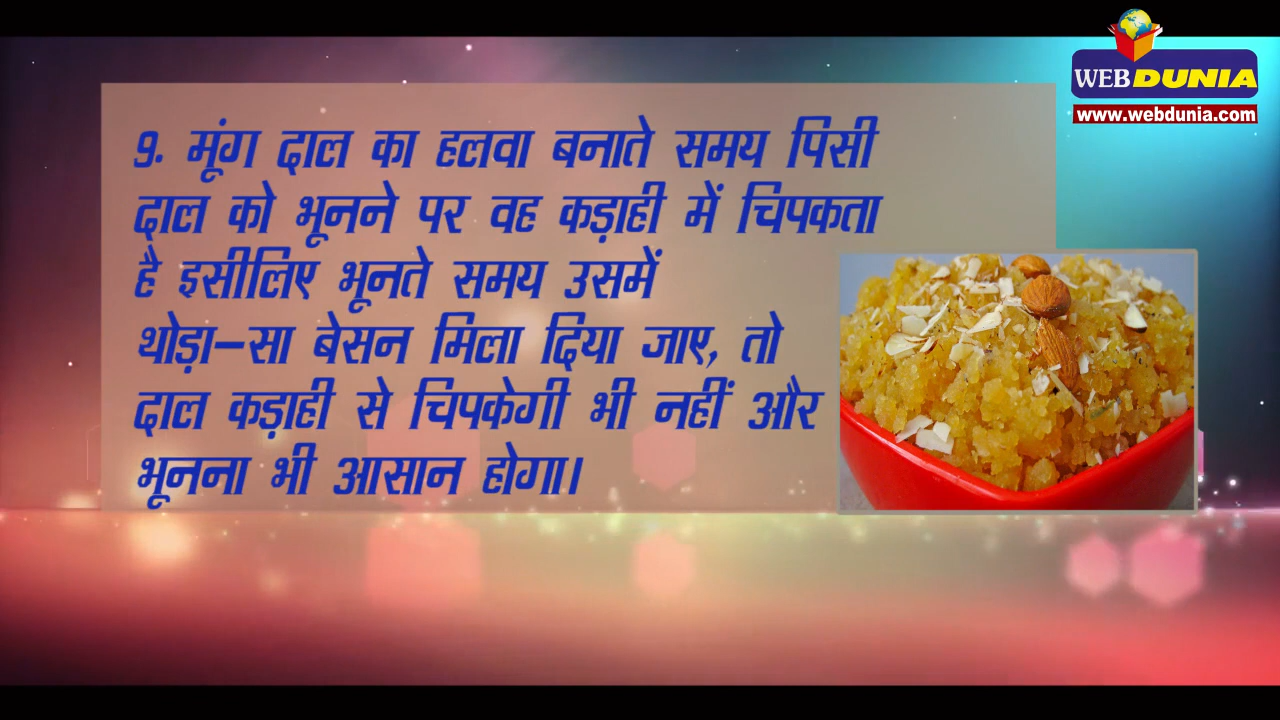 WEBDUNIA
www.webdunia.com
9. मूंग दाल का हलवा बनाते समय पिसी
दाल को भूनने पर वह कड़ाही में चिपकता
है इसीलिए भूनते समय उसमें
थोड़ा-सा बेसन मिला दिया जाए, तो
दाल कड़ाही से चिपकेगी भी नहीं और
भूनना भी आसान होगा।